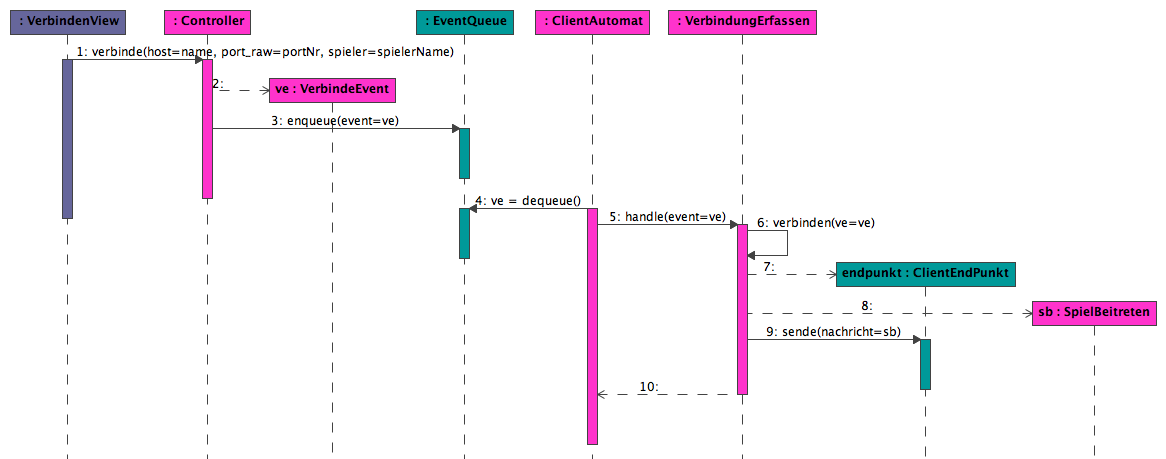 : VerbindenView
: Controller
: EventQueue
: ClientAutomat
: VerbindungErfassen
1: verbinde(host=name, port_raw=portNr, spieler=spielerName)
2:
ve : VerbindeEvent
3: enqueue(event=ve)
4: ve = dequeue()
5: handle(event=ve)
6: verbinden(ve=ve)
7:
endpunkt : ClientEndPunkt
8:
sb : SpielBeitreten
9: sende(nachricht=sb)
10: